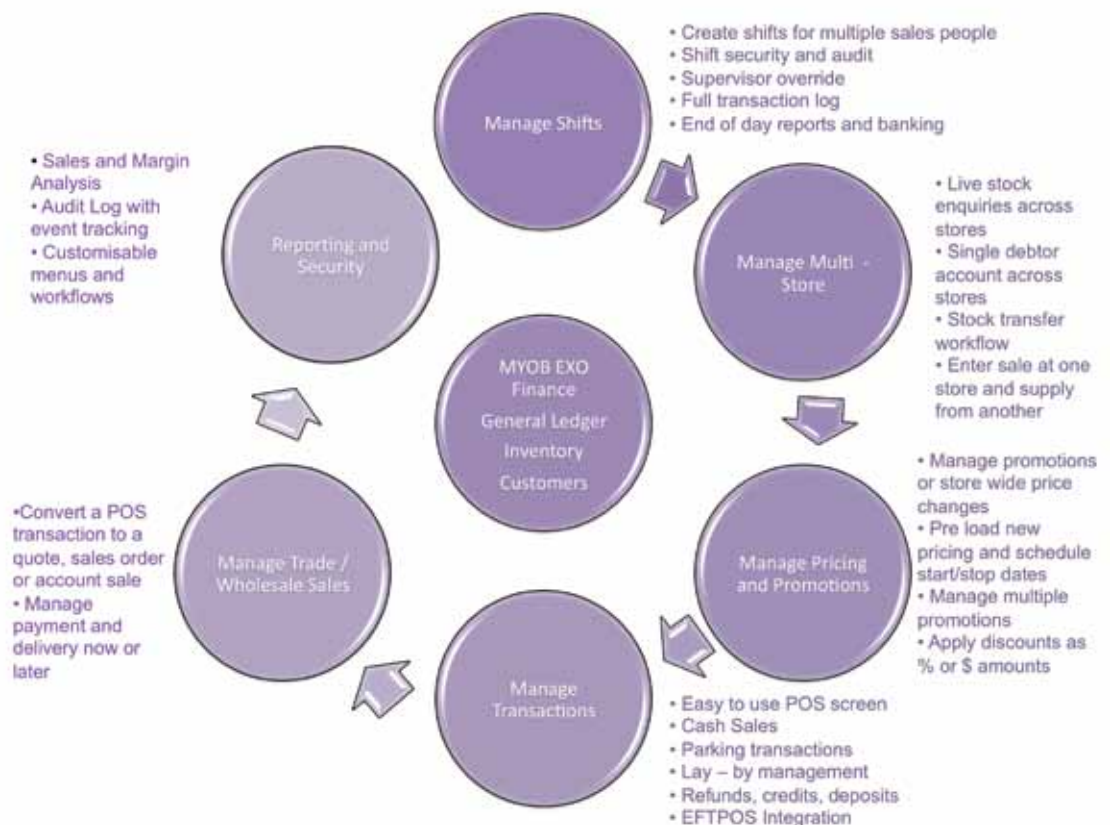 Manage Shifts
• Create shifts for multiple sales people
• Shift security and audit
• Supervisor override
• Full transaction log
• End of day reports and banking
Manage Multi -
Store
• Live stock
enquiries across
stores
• Single debtor
account across
stores
• Stock transfer
workflow
• Enter sale at one
store and supply
from another
Manage Pricing
and Promotions
• Manage promotions
or store wide price
changes
• Pre load new
pricing and schedule
start/stop dates
• Manage multiple
promotions
• Apply discounts as
% or $ amounts
Manage
Transactions
• Easy to use POS screen
• Cash Sales
• Parking transactions
• Lay – by management
• Refunds, credits, deposits
• EFTPOS Integration
Manage Trade /
Wholesale Sales
•Convert a POS
transaction to a
quote, sales order
or account sale
• Manage
payment and
delivery now or
later
Reporting and
Security
• Sales and Margin
Analysis
• Audit Log with
event tracking
• Customisable
menus and
workflows
MYOB EXO
Finance
General Ledger
Inventory
Customers